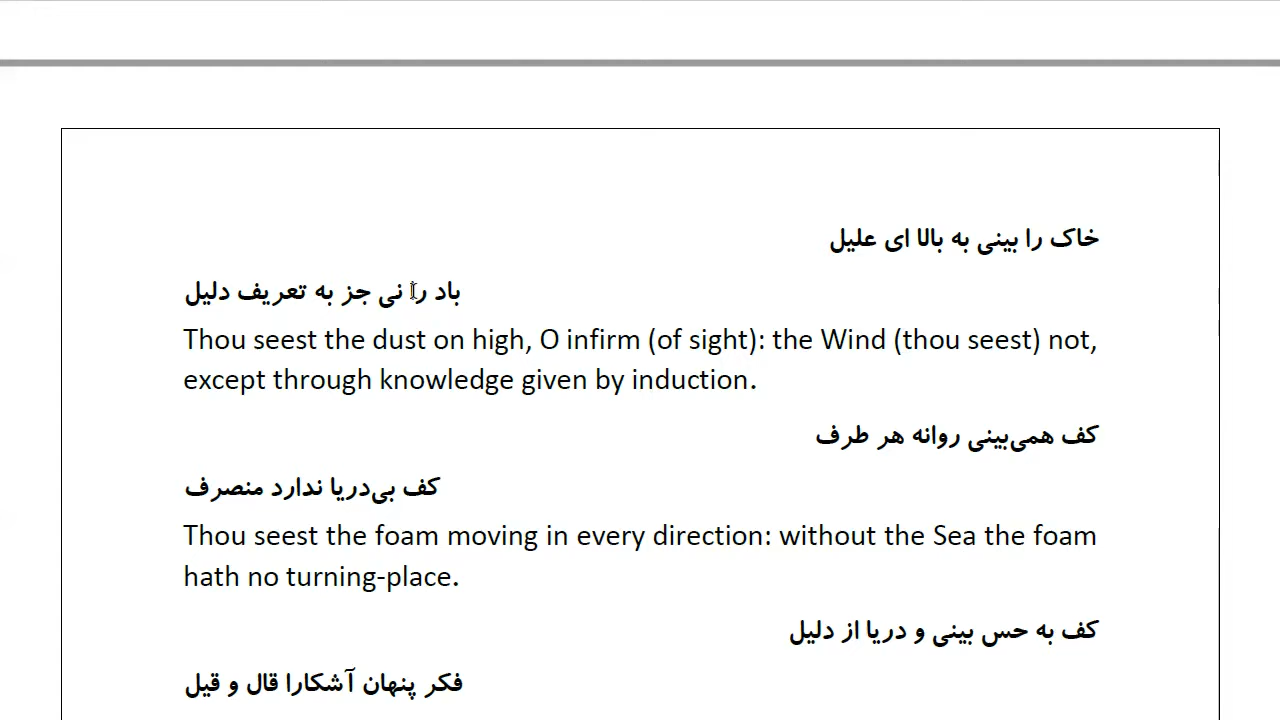 خاک را بینی به بالا ای علیل
باد را نی جز به تعریف دلیل
Thou seest the dust on high, O infirm (of sight): the Wind (thou seest) not,
except through knowledge given by induction.
کف همی‌بینی روانه هر طرف
کف بی‌دریا ندارد منصرف
Thou seest the foam moving in every direction: without the Sea the foam
hath no turning-place.
کف به حس بینی و دریا از دلیل
فکر پنهان آشکارا قال و قیل